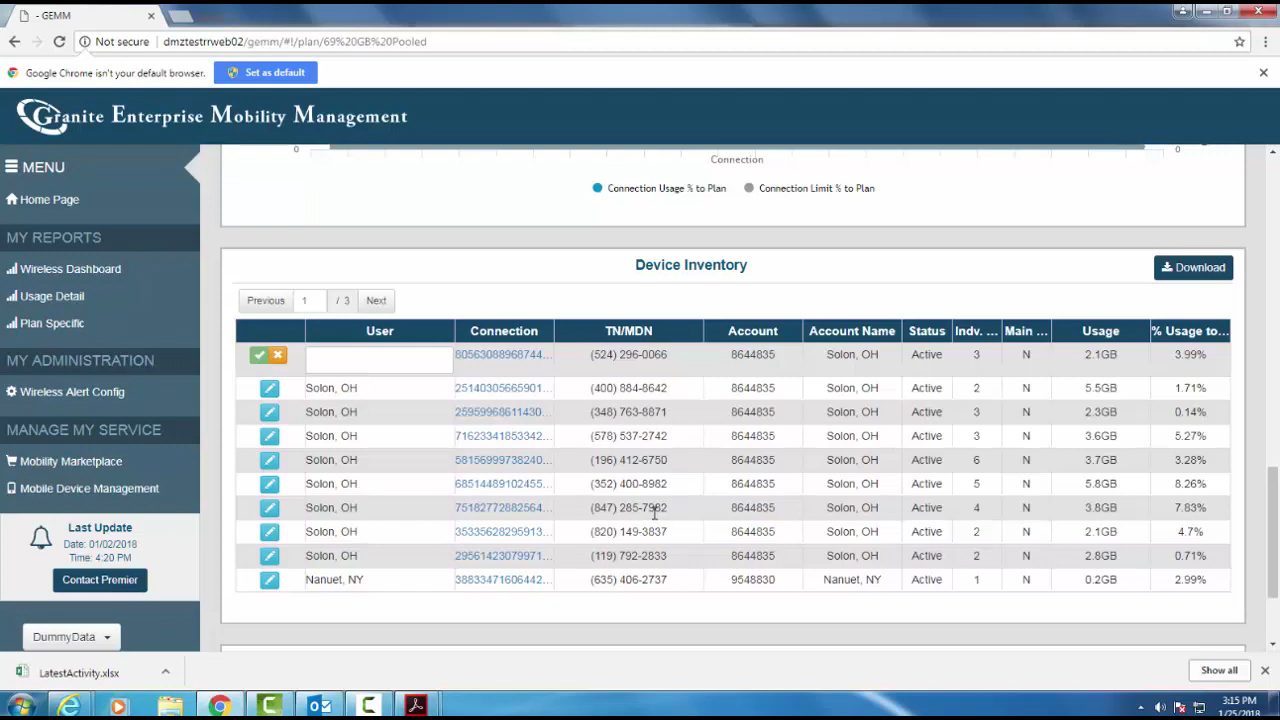 - GEMM
Not secure dmztestrrweb02/gemm/#!/plan/69%20GB%20Pooled
Google Chrome isn't your default browser. Set as default
Granite Enterprise Mobility Management
MENU
Home Page
MY REPORTS
Wireless Dashboard
Usage Detail
Plan Specific
MY ADMINISTRATION
Wireless Alert Config
MANAGE MY SERVICE
Mobility Marketplace
Mobile Device Management
Last Update
Date: 01/02/2018
Time: 4:20 PM
Contact Premier
DummyData
0 0
Connection
Connection Usage % to Plan Connection Limit % to Plan
Device Inventory
Download
Previous 1 / 3 Next
User Connection TN/MDN Account Account Name Status Indv. ... Main ... Usage % Usage to...
80563088968744... (524) 296-0066 8644835 Solon, OH Active 3 N 2.1GB 3.99%
Solon, OH 25140305665901... (400) 884-8642 8644835 Solon, OH Active 2 N 5.5GB 1.71%
Solon, OH 25959968611430... (348) 763-8871 8644835 Solon, OH Active 3 N 2.3GB 0.14%
Solon, OH 71623341853342... (578) 537-2742 8644835 Solon, OH Active 3 N 3.6GB 5.27%
Solon, OH 58156999738240... (196) 412-6750 8644835 Solon, OH Active 6 N 3.7GB 3.28%
Solon, OH 68514489102455... (352) 400-8982 8644835 Solon, OH Active 5 N 5.8GB 8.26%
Solon, OH 75182772882564... (847) 285-7982 8644835 Solon, OH Active 4 N 3.8GB 7.83%
Solon, OH 35335628295913... (820) 149-3837 8644835 Solon, OH Active 2 N 2.1GB 4.7%
Solon, OH 29561423079971... (119) 792-2833 8644835 Solon, OH Active 2 N 2.8GB 0.71%
Nanuet, NY 38833471606442... (635) 406-2737 9548830 Nanuet, NY Active 1 N 0.2GB 2.99%
LatestActivity.xlsx
Show all
3:15 PM
1/25/2018